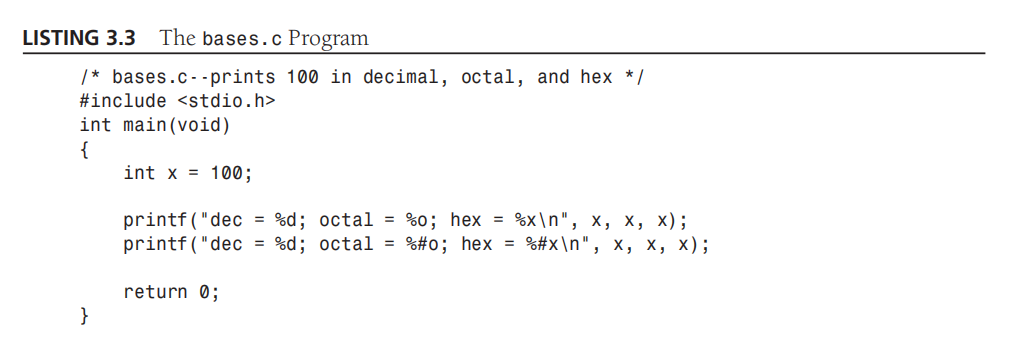 LISTING 3.3 The bases.c Program
/* bases.c--prints 100 in decimal, octal, and hex */
#include <stdio.h>
int main(void)
{
    int x = 100;

    printf("dec = %d; octal = %o; hex = %x\n", x, x, x);
    printf("dec = %d; octal = %#o; hex = %#x\n", x, x, x);

    return 0;
}